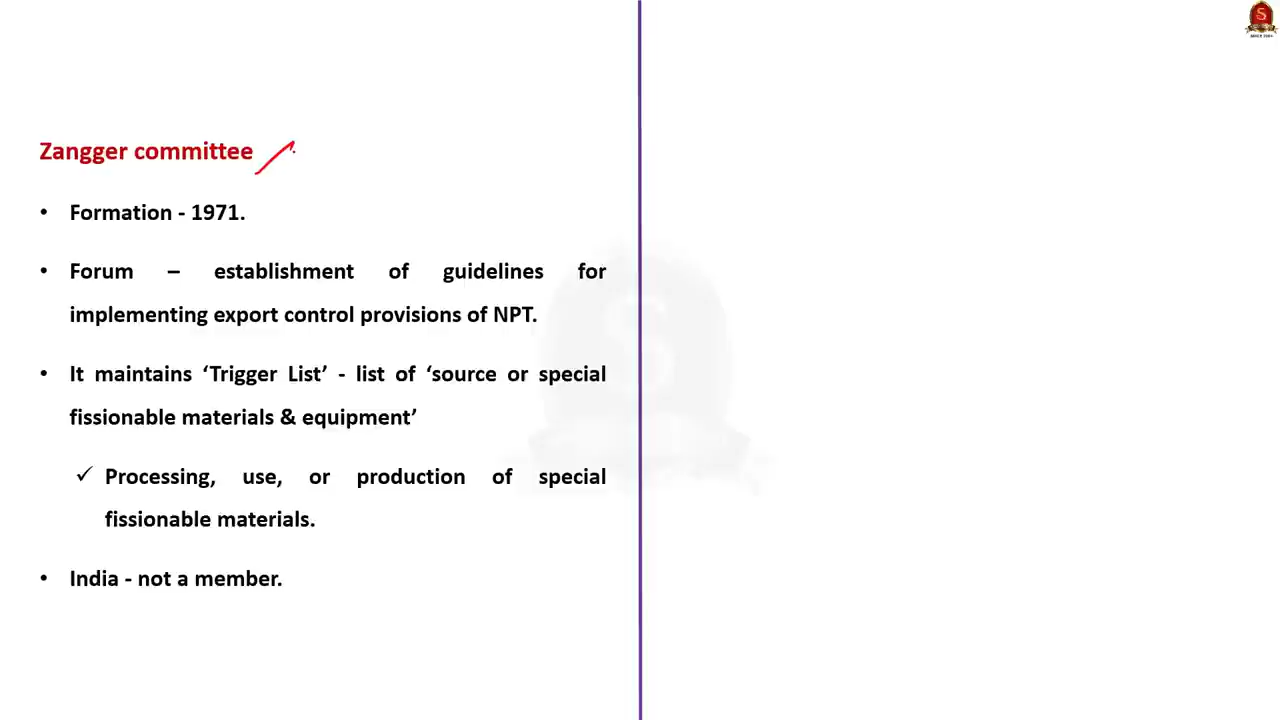 Zangger committee
• Formation - 1971.
• Forum – establishment of guidelines for
implementing export control provisions of NPT.
• It maintains ‘Trigger List’ - list of ‘source or special
fissionable materials & equipment’
✓ Processing, use, or production of special
fissionable materials.
• India - not a member.
S